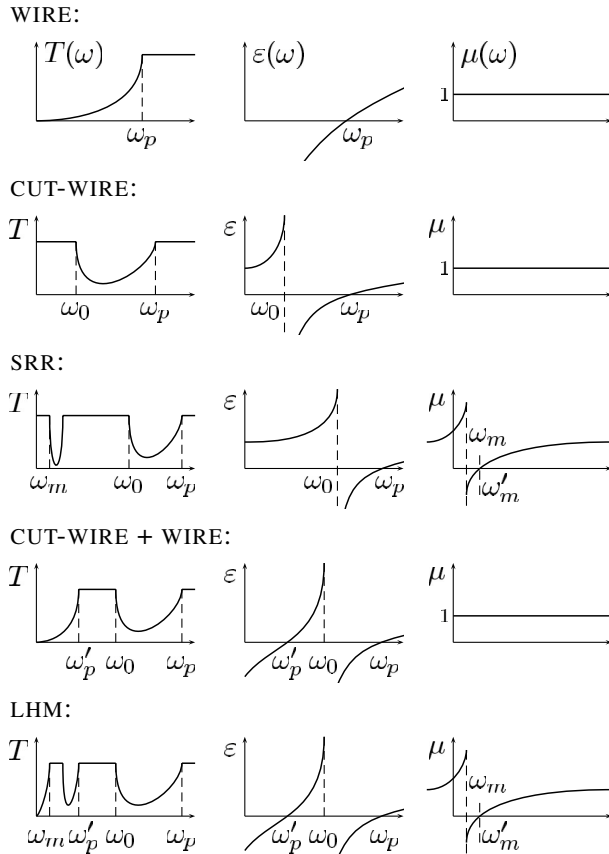 WIRE:
T(ω) ε(ω) μ(ω)
1
ω_p ω_p
CUT-WIRE:
T ε μ
1
ω_0 ω_p ω_0 ω_p
SRR:
T ε μ
ω_m
ω_m ω_0 ω_p ω_0 ω_p ω′_m
CUT-WIRE + WIRE:
T ε μ
1
ω′_p ω_0 ω_p ω′_p ω_0 ω_p
LHM:
T ε μ
ω_m
ω_m ω′_p ω_0 ω_p ω′_p ω_0 ω_p ω′_m